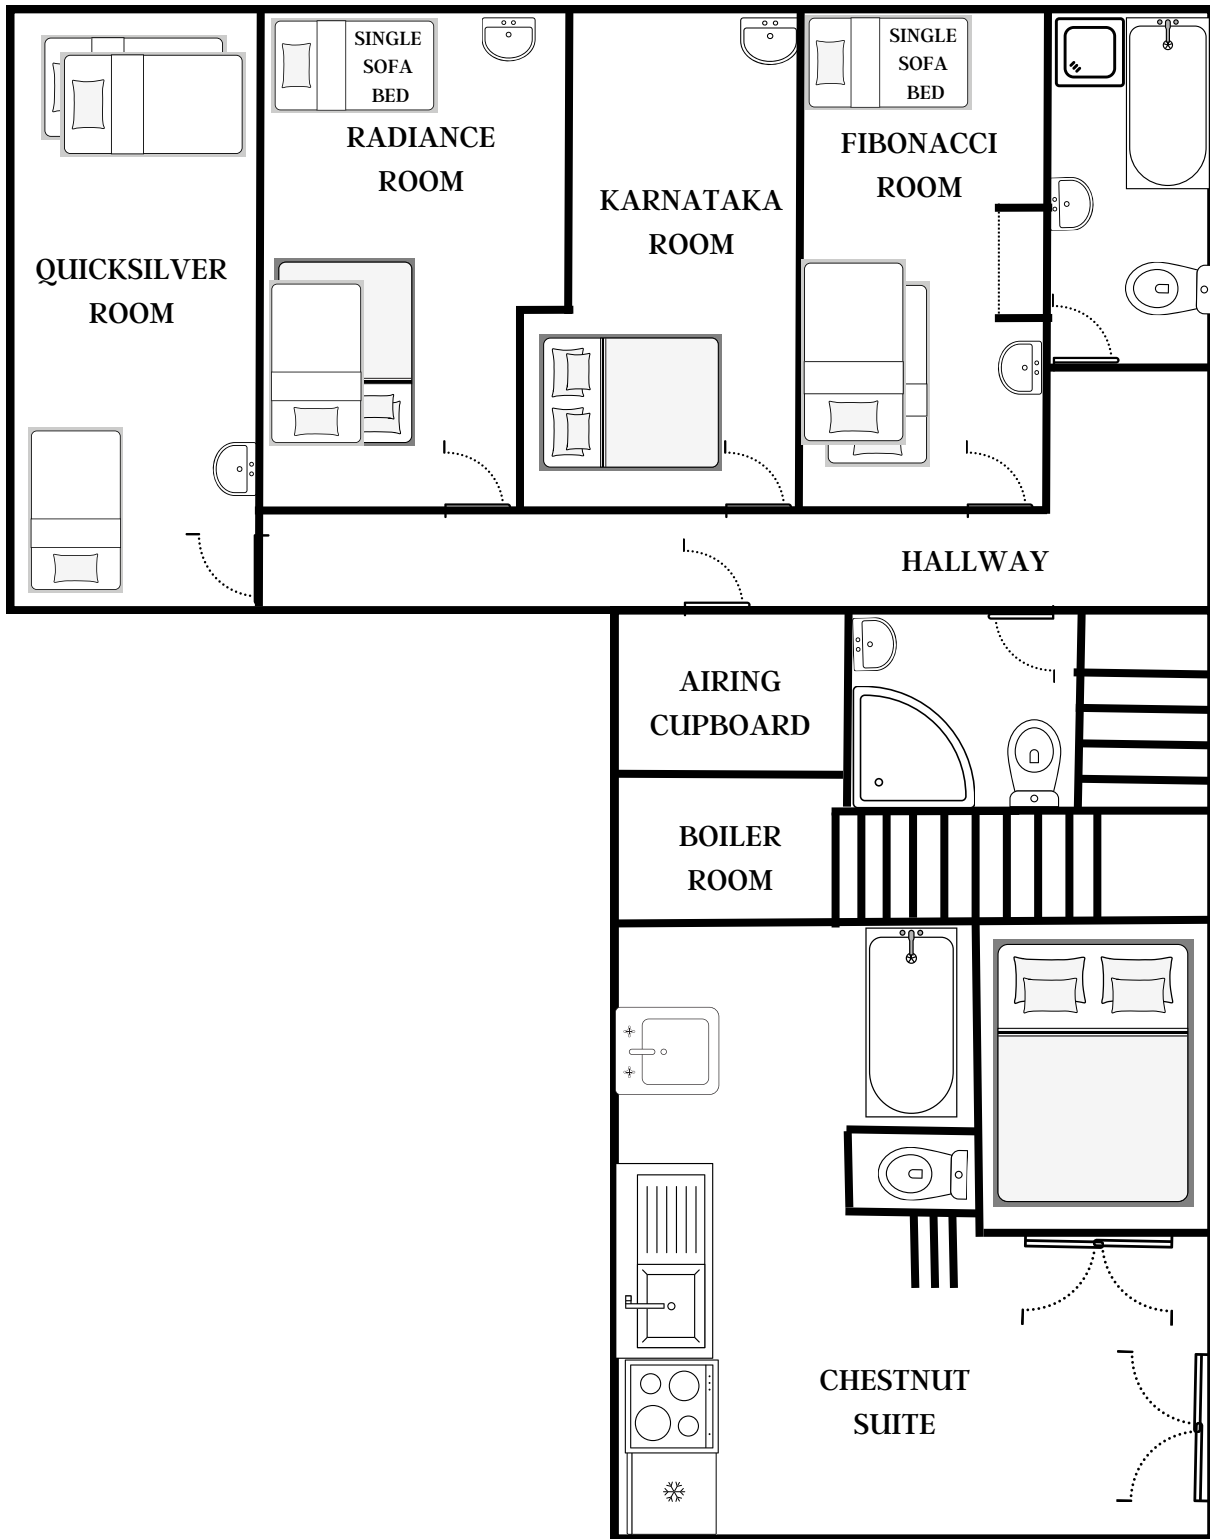 SINGLE
SOFA
BED
SINGLE
SOFA
BED
RADIANCE
ROOM
FIBONACCI
ROOM
KARNATAKA
ROOM
QUICKSILVER
ROOM
HALLWAY
AIRING
CUPBOARD
BOILER
ROOM
CHESTNUT
SUITE